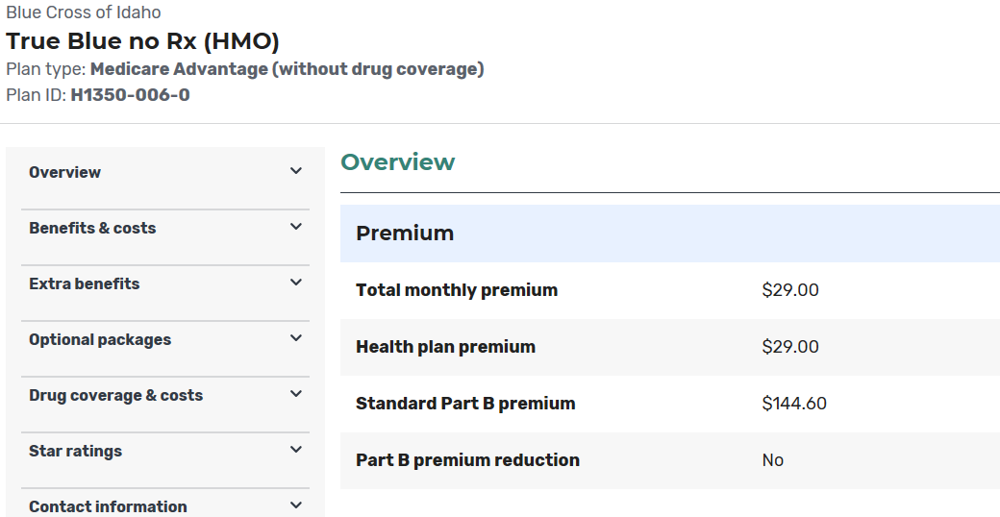 Blue Cross of Idaho
True Blue no Rx (HMO)
Plan type: Medicare Advantage (without drug coverage)
Plan ID: H1350-006-0
Overview
Benefits & costs
Extra benefits
Optional packages
Drug coverage & costs
Star ratings
Contact information
Overview
Premium
Total monthly premium $29.00
Health plan premium $29.00
Standard Part B premium $144.60
Part B premium reduction No